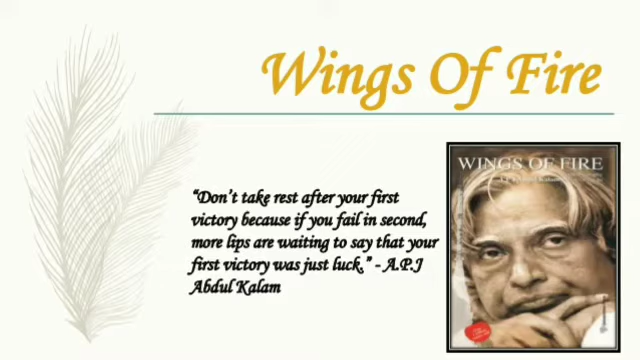 Wings Of Fire
WINGS OF FIRE
“Don’t take rest after your first
victory because if you fail in second,
more lips are waiting to say that your
first victory was just luck.” - A.P.J
Abdul Kalam